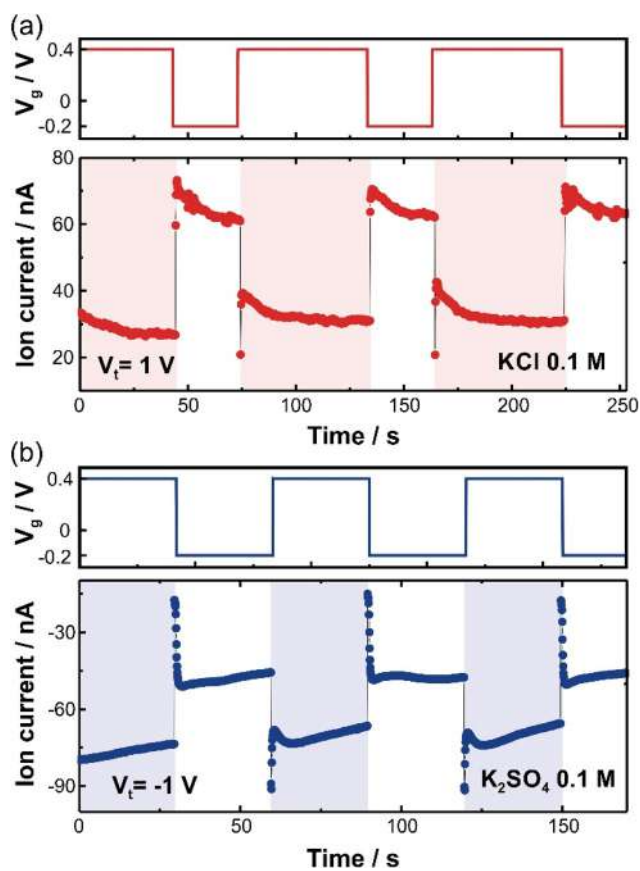 (a)
V_g / V
0.4
0
-0.2
Ion current / nA
80
60
40
20
V_t= 1 V
KCl 0.1 M
0 50 100 150 200 250
Time / s
(b)
V_g / V
0.4
0
-0.2
Ion current / nA
-30
-60
-90
V_t= -1 V
K₂SO₄ 0.1 M
0 50 100 150
Time / s